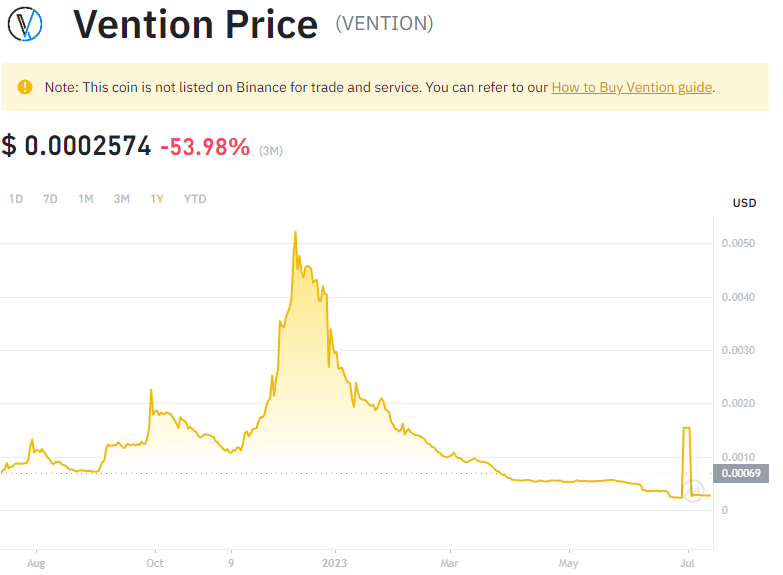 Vention Price (VENTION)
Note: This coin is not listed on Binance for trade and service. You can refer to our How to Buy Vention guide.
$ 0.0002574 -53.98% (3M)
1D 7D 1M 3M 1Y YTD
USD
0.0050
0.0040
0.0030
0.0020
0.0010
0.00069
0
Aug Oct 9 2023 Mar May Jul